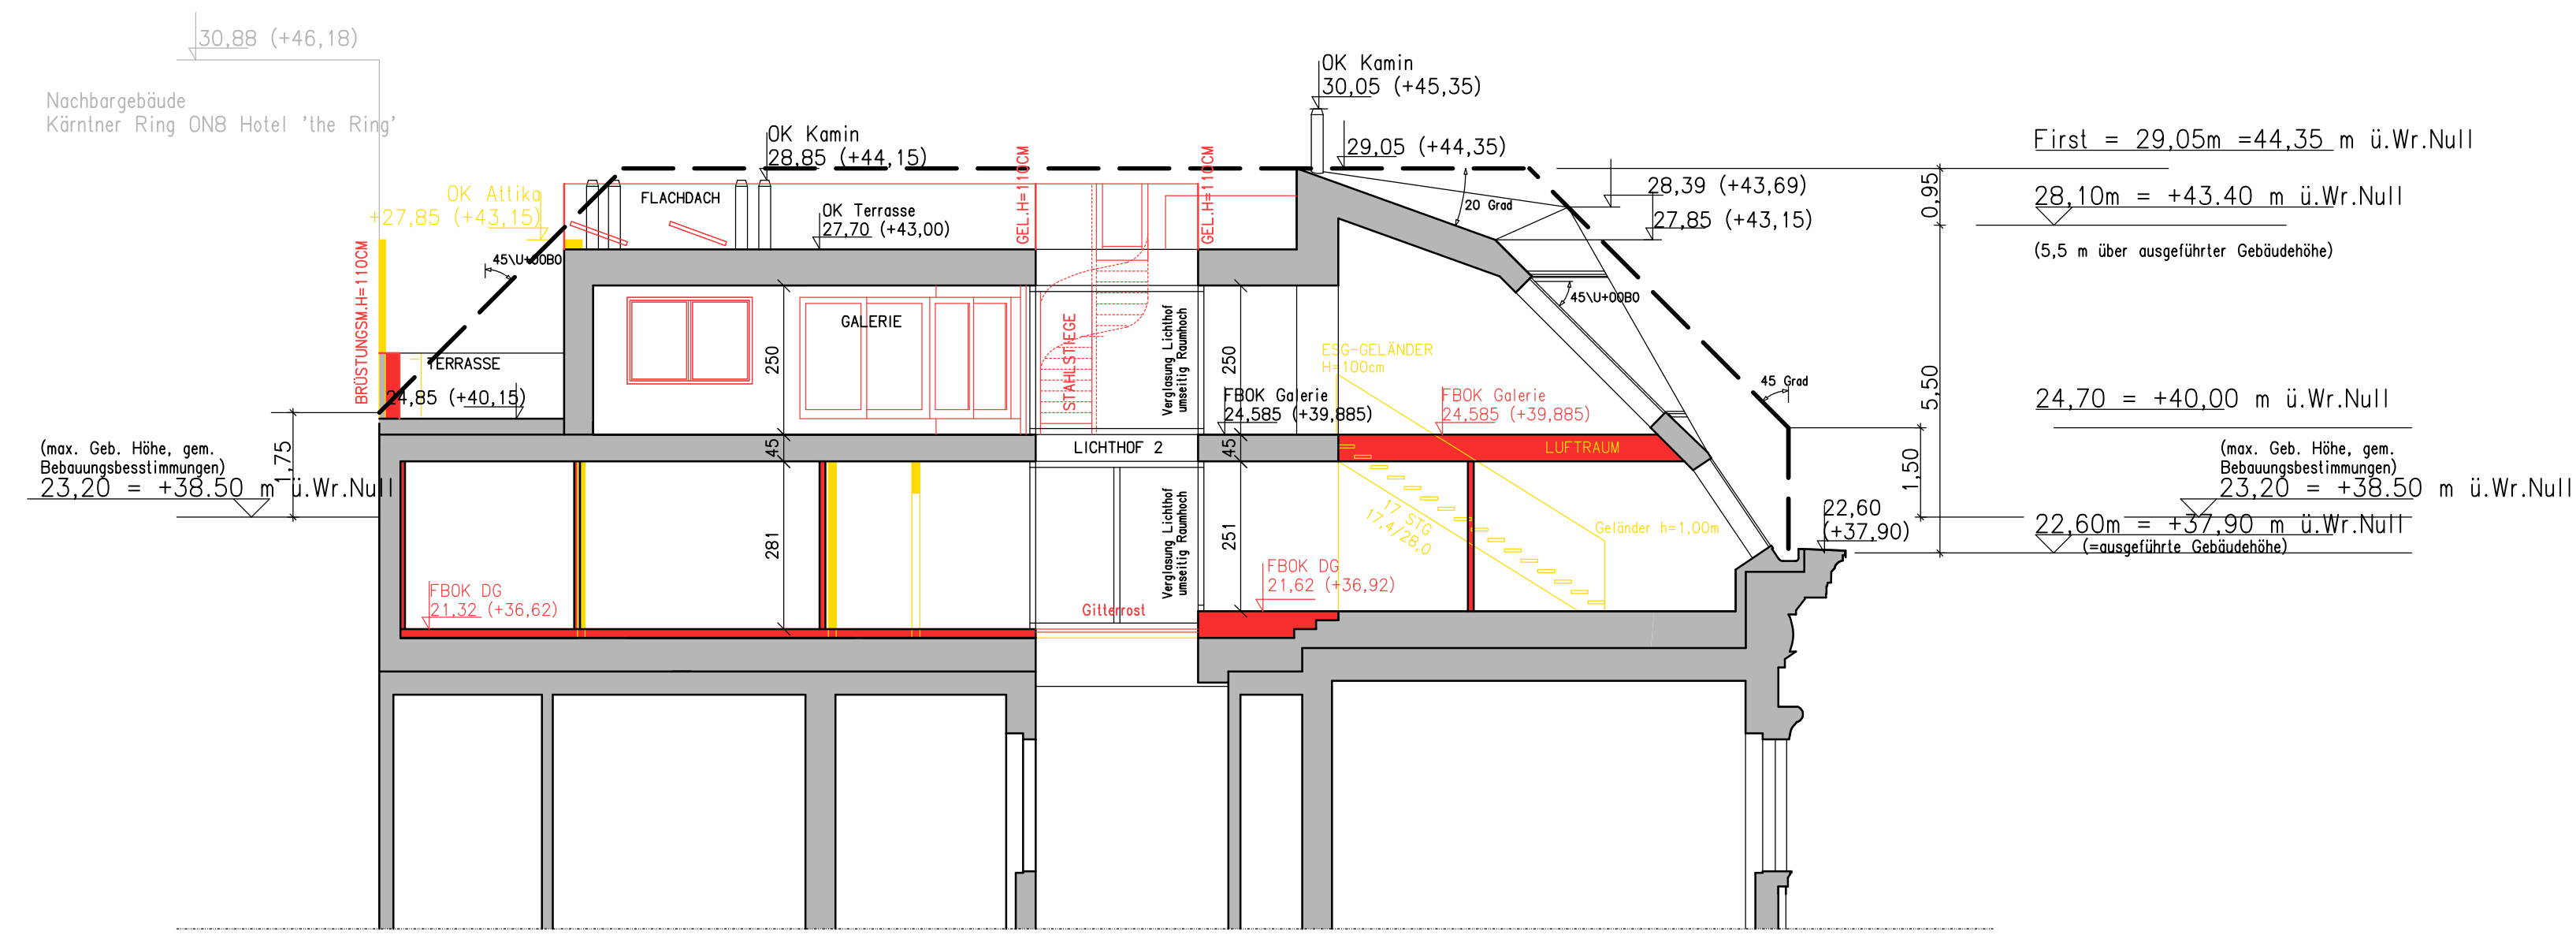 30,88 (+46,18)
Nachbargebäude
Kärntner Ring ON8 Hotel 'the Ring'
OK Attika
+27,85 (+43,15)
BRÜSTUNGSM.H=110CM
45\U+00B0
TERRASSE
24,85 (+40,15)
1,75
(max. Geb. Höhe, gem.
Bebauungsbesstimmungen)
23,20 = +38.50 m ü.Wr.Null
OK Kamin
28,85 (+44,15)
FLACHDACH
OK Terrasse
27,70 (+43,00)
GEL.H=110CM
GEL.H=110CM
GALERIE
250
STAHLSTIEGE
Verglasung Lichthof
umseitig Raumhoch
250
45
LICHTHOF 2
45
281
Verglasung Lichthof
umseitig Raumhoch
251
FBOK DG
21,32 (+36,62)
Gitterrost
FBOK DG
21,62 (+36,92)
OK Kamin
30,05 (+45,35)
29,05 (+44,35)
20 Grad
28,39 (+43,69)
27,85 (+43,15)
45\U+00B0
45 Grad
ESG-GELÄNDER
H=100cm
FBOK Galerie
24,585 (+39,885)
FBOK Galerie
24,585 (+39,885)
LUFTRAUM
17 STG
17.4/28.0
Geländer h=1,00m
22,60
(+37,90)
0,95
5,50
1,50
First = 29,05m =44,35 m ü.Wr.Null
28,10m = +43.40 m ü.Wr.Null
(5,5 m über ausgeführter Gebäudehöhe)
24,70 = +40,00 m ü.Wr.Null
(max. Geb. Höhe, gem.
Bebauungsbestimmungen)
23,20 = +38.50 m ü.Wr.Null
22,60m = +37,90 m ü.Wr.Null
(=ausgeführte Gebäudehöhe)